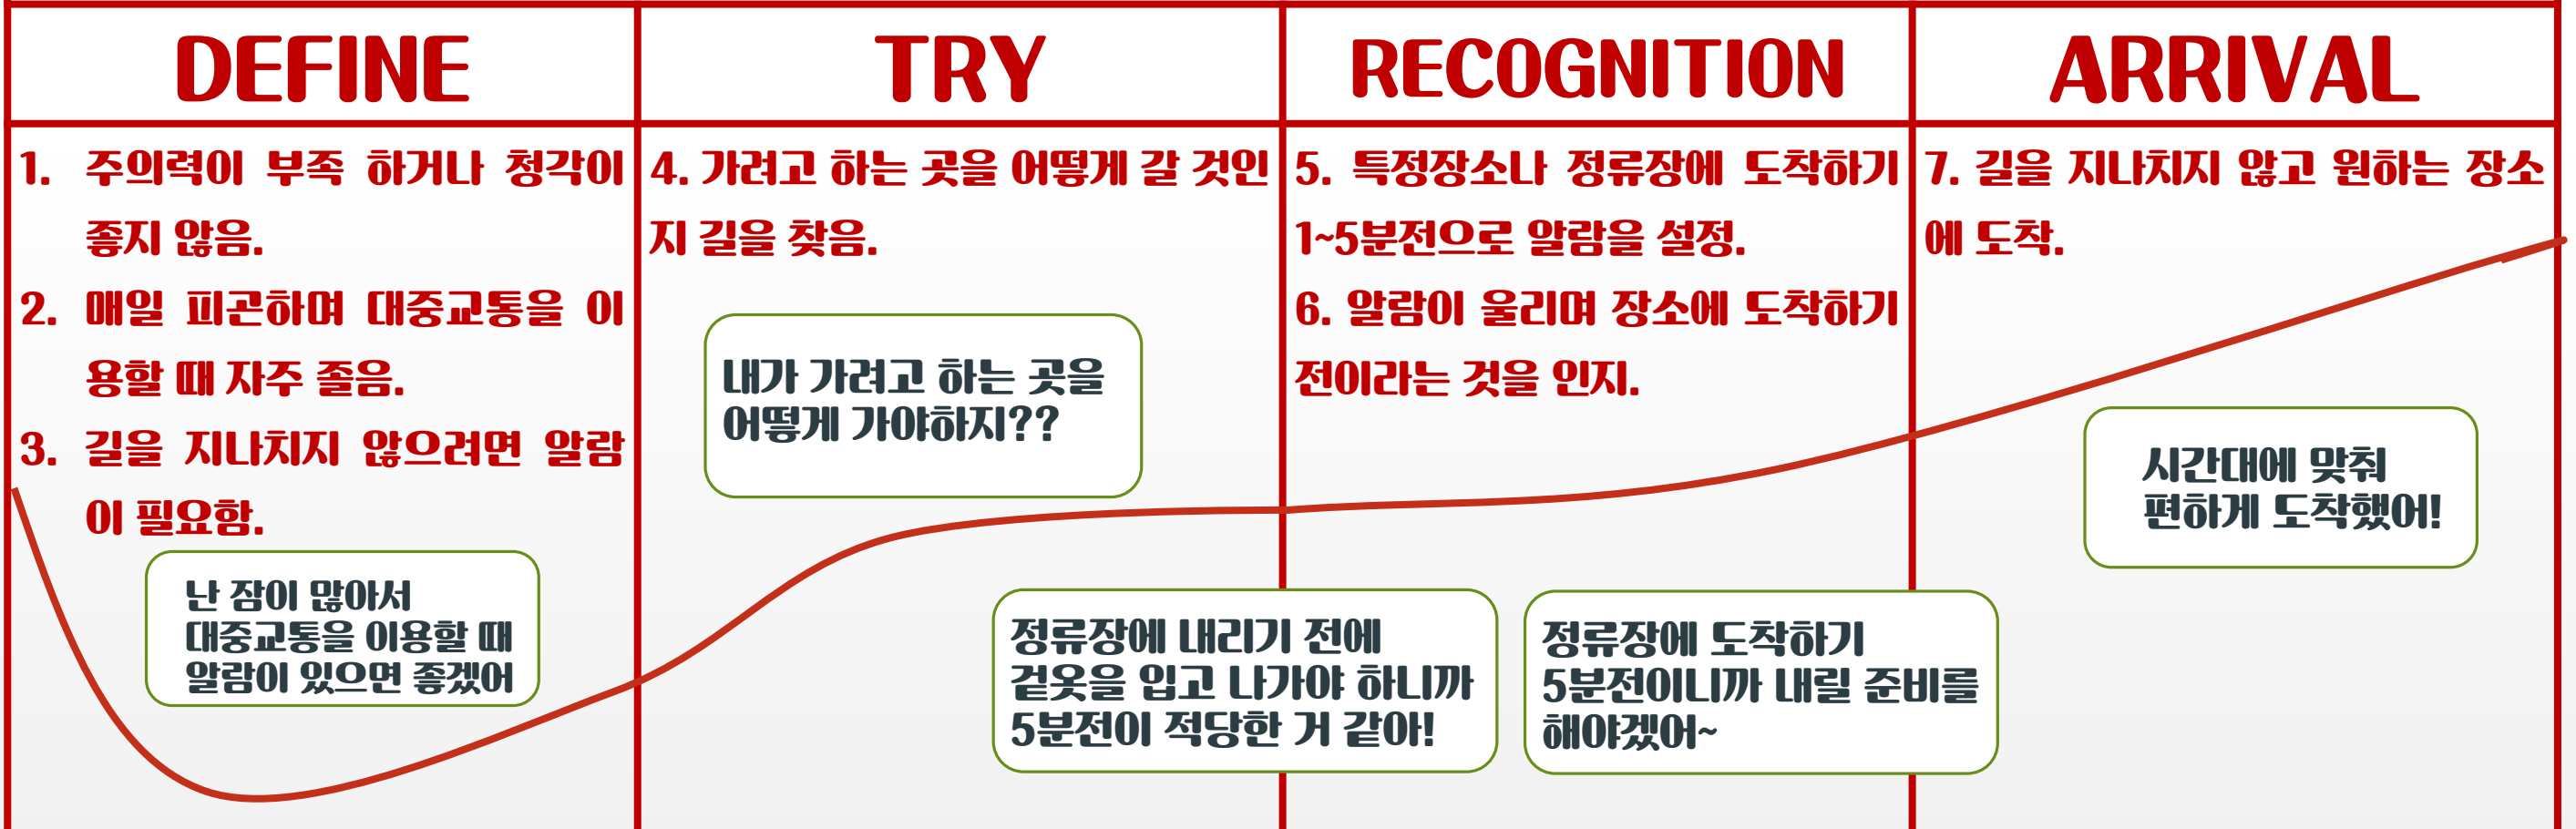 DEFINE
TRY
RECOGNITION
ARRIVAL
1. 주의력이 부족 하거나 청각이
좋지 않음.
2. 매일 피곤하며 대중교통을 이
용할 때 자주 졸음.
3. 길을 지나치지 않으려면 알람
이 필요함.
난 잠이 많아서
대중교통을 이용할 때
알람이 있으면 좋겠어
4. 가려고 하는 곳을 어떻게 갈 것인
지 길을 찾음.
내가 가려고 하는 곳을
어떻게 가야하지??
정류장에 내리기 전에
겉옷을 입고 나가야 하니까
5분전이 적당한 거 같아!
5. 특정장소나 정류장에 도착하기
1~5분전으로 알람을 설정.
6. 알람이 울리며 장소에 도착하기
전이라는 것을 인지.
정류장에 도착하기
5분전이니까 내릴 준비를
해야겠어~
7. 길을 지나치지 않고 원하는 장소
에 도착.
시간대에 맞춰
편하게 도착했어!